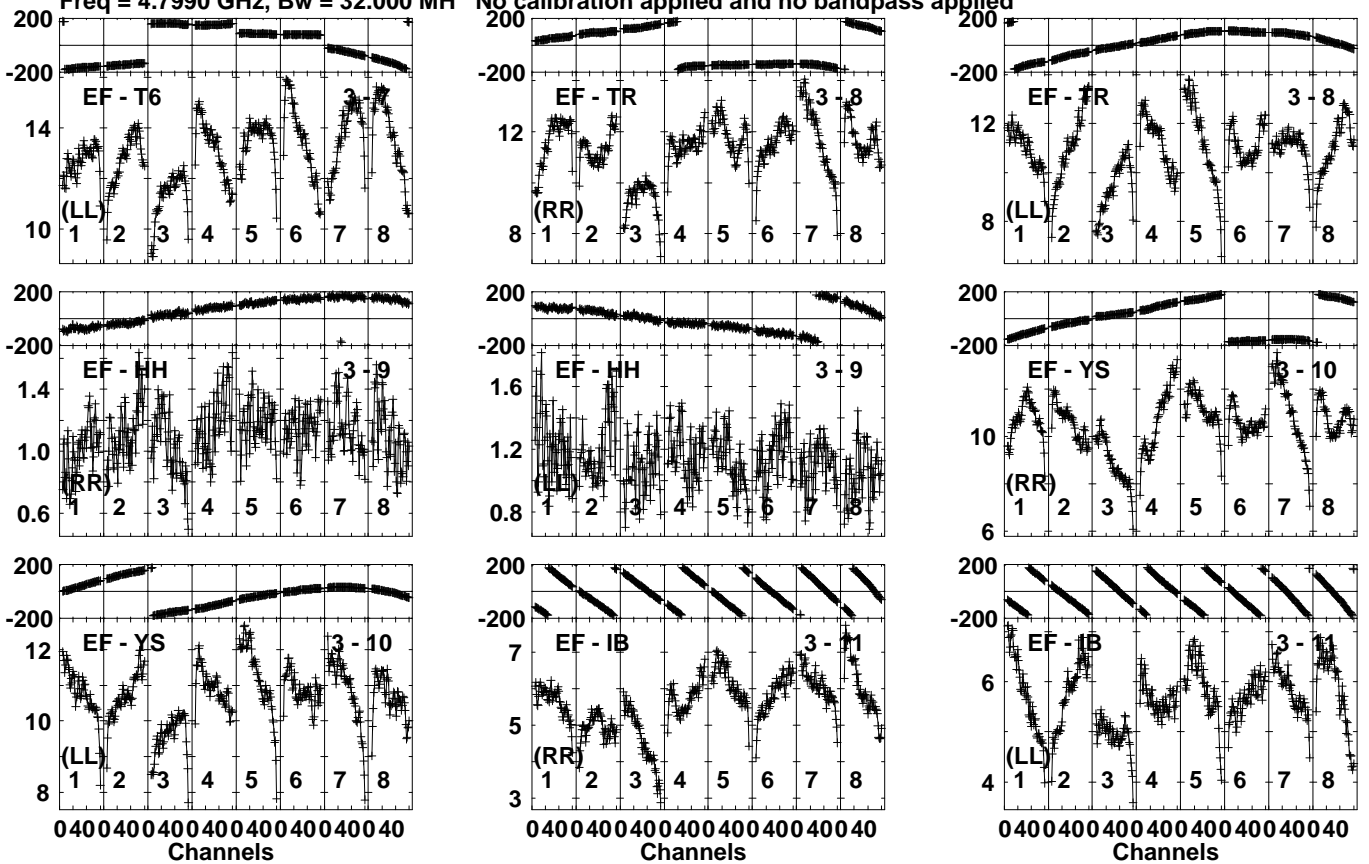 Freq = 4.7990 GHz, Bw = 32.000 MH No calibration applied and no bandpass applied
200
-200
EF - T6 3 - 7
14
10
(LL)
1 2 3 4 5 6 7 8
200
EF - TR 3 - 8
12
8
(RR)
1 2 3 4 5 6 7 8
200
-200
EF - TR 3 - 8
12
8
(LL)
1 2 3 4 5 6 7 8
200
-200
EF - HH 3 - 9
1.4
1.0
0.6
(RR)
1 2 3 4 5 6 7 8
200
-200
EF - HH 3 - 9
1.6
1.2
0.8
(LL)
1 2 3 4 5 6 7 8
200
-200
EF - YS 3 - 10
10
6
(RR)
1 2 3 4 5 6 7 8
200
-200
EF - YS 3 - 10
12
10
8
(LL)
1 2 3 4 5 6 7 8
0 40 0 40 0 40 0 40 0 40 0 40 0 40 0 40
Channels
200
-200
EF - IB 3 - 11
7
5
3
(RR)
1 2 3 4 5 6 7 8
0 40 0 40 0 40 0 40 0 40 0 40 0 40 0 40
Channels
200
-200
EF - IB 3 - 11
6
4
(LL)
1 2 3 4 5 6 7 8
0 40 0 40 0 40 0 40 0 40 0 40 0 40 0 40
Channels